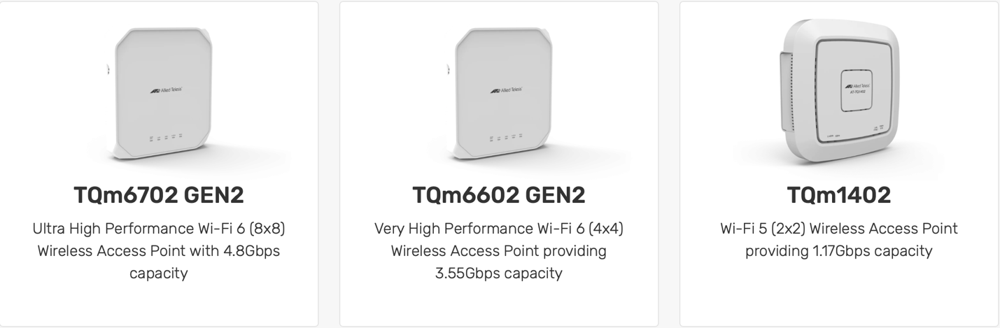 Allied Telesis
TQm6702 GEN2
Ultra High Performance Wi-Fi 6 (8x8)
Wireless Access Point with 4.8Gbps
capacity
Allied Telesis
TQm6602 GEN2
Very High Performance Wi-Fi 6 (4x4)
Wireless Access Point providing
3.55Gbps capacity
Allied Telesis
AT-TQ1402
TQm1402
Wi-Fi 5 (2x2) Wireless Access Point
providing 1.17Gbps capacity